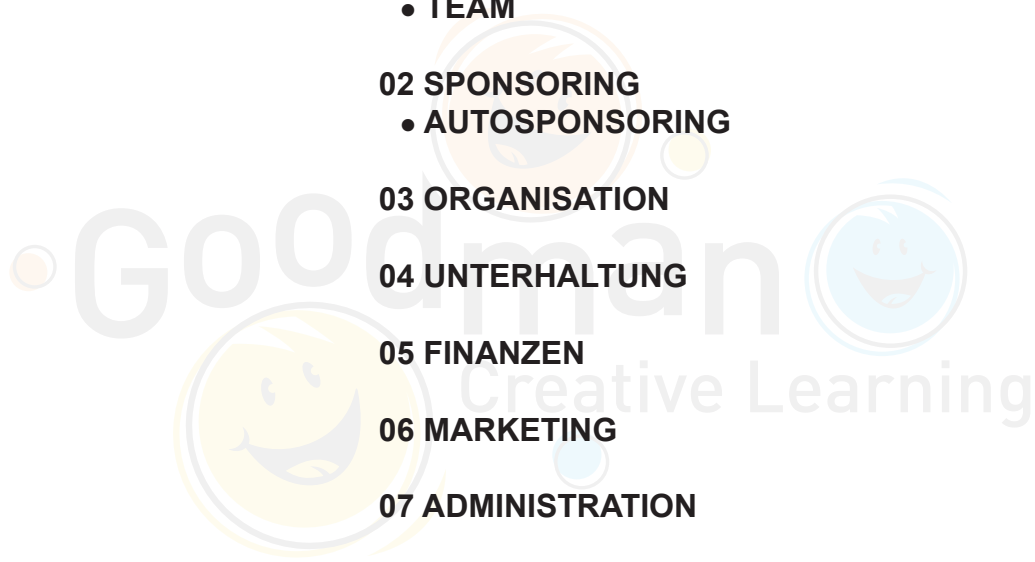 • TEAM
02 SPONSORING
• AUTOSPONSORING
03 ORGANISATION
04 UNTERHALTUNG
05 FINANZEN
06 MARKETING
07 ADMINISTRATION
Goodman
Creative Learning